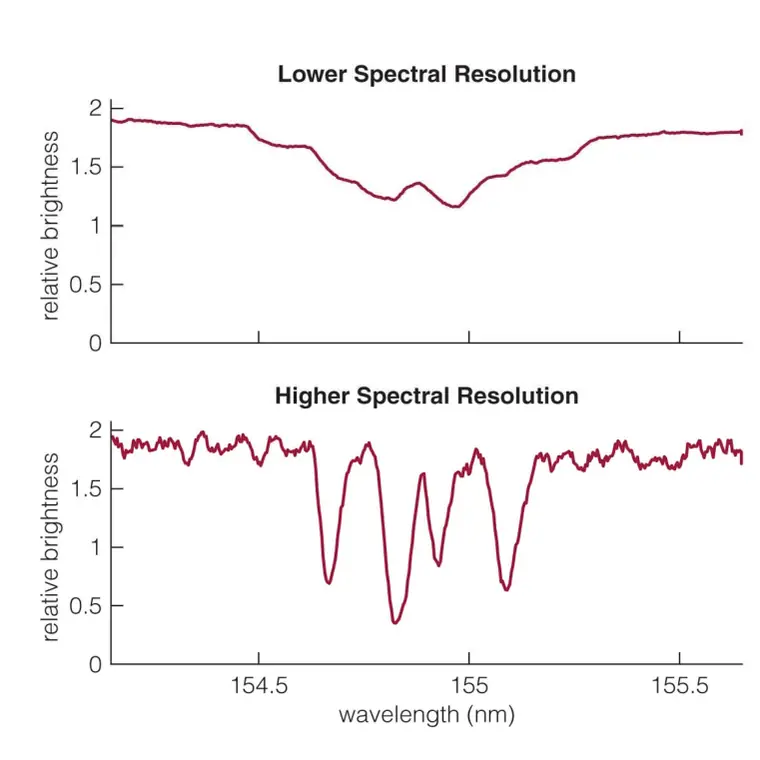 Lower Spectral Resolution
relative brightness
2
1.5
1
0.5
0
Higher Spectral Resolution
relative brightness
2
1.5
1
0.5
0
154.5 155 155.5
wavelength (nm)